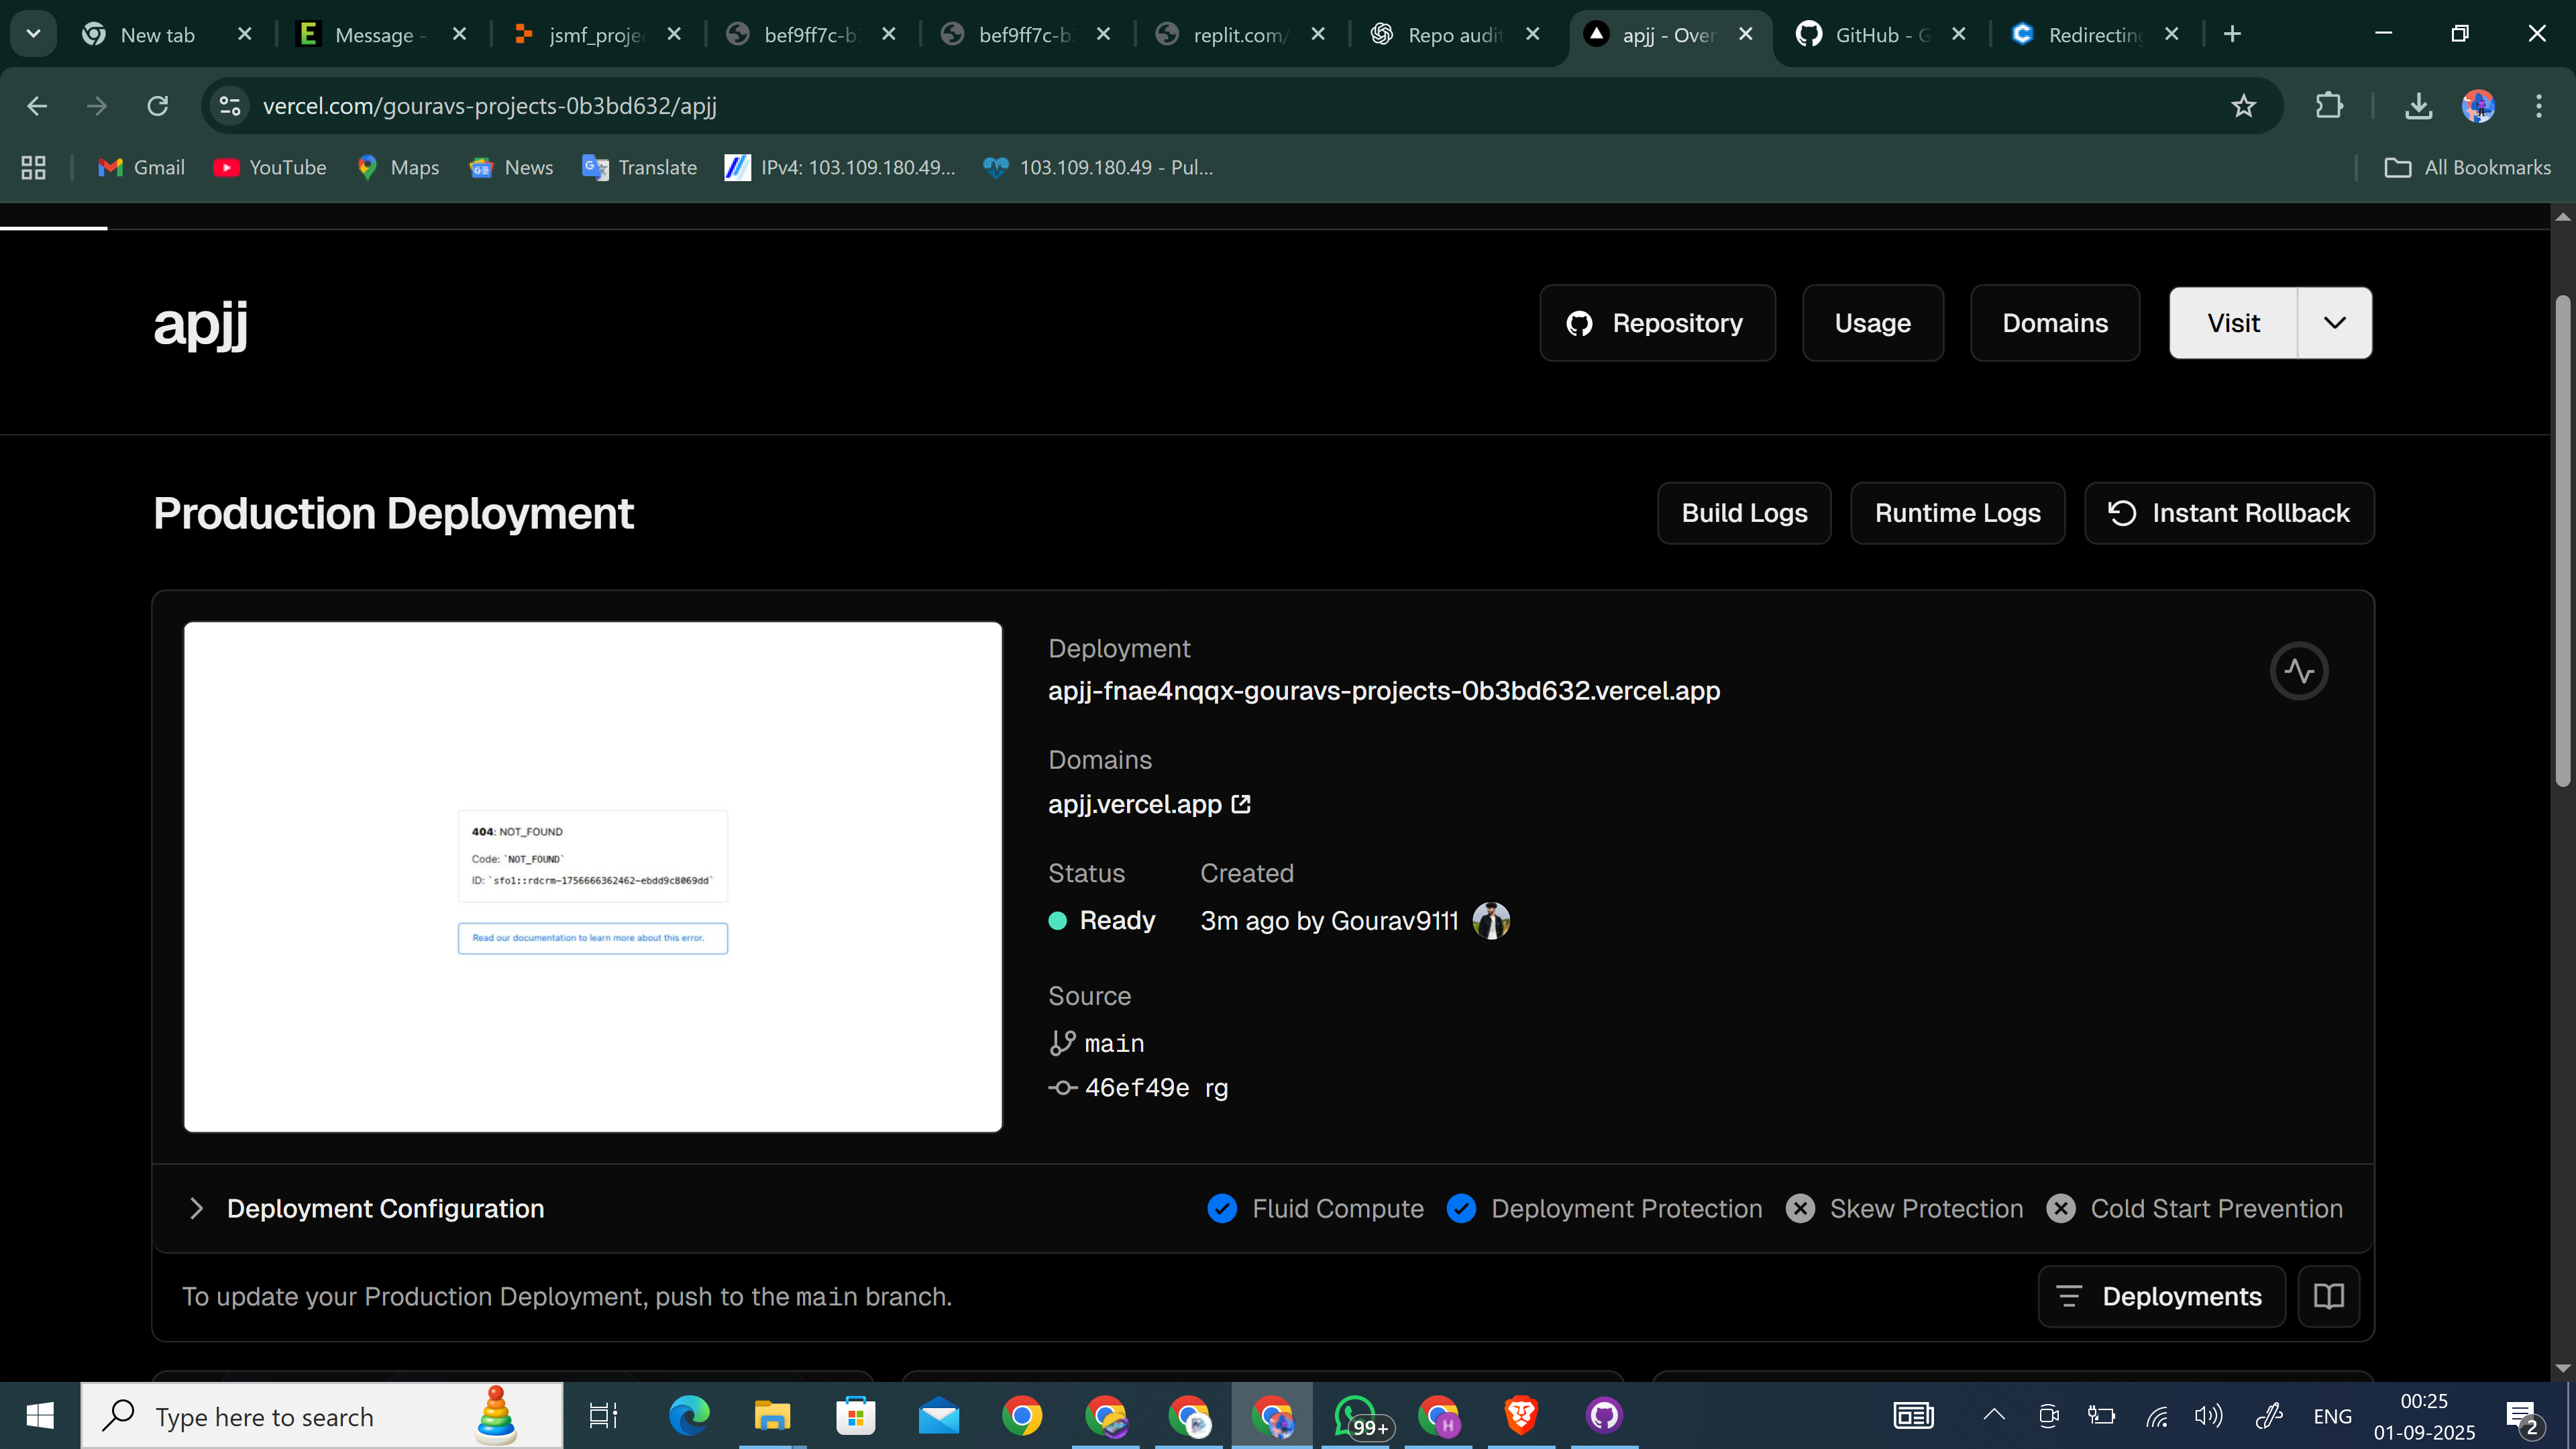 New tab
Message -
jsmf_projec
bef9ff7c-b
bef9ff7c-b
replit.com/
Repo audit
apjj - Over
GitHub - G
Redirecting
vercel.com/gouravs-projects-0b3bd632/apjj
Gmail
YouTube
Maps
News
Translate
IPv4: 103.109.180.49...
103.109.180.49 - Pul...
All Bookmarks
apjj
Repository
Usage
Domains
Visit
Production Deployment
Build Logs
Runtime Logs
Instant Rollback
404: NOT_FOUND
Code: `NOT_FOUND`
ID: `sfo1::rdcrm-1756666362462-ebdd9c8069dd`
Read our documentation to learn more about this error.
Deployment
apjj-fnae4nqqx-gouravs-projects-0b3bd632.vercel.app
Domains
apjj.vercel.app
Status Created
Ready 3m ago by Gourav9111
Source
main
46ef49e rg
Deployment Configuration
Fluid Compute
Deployment Protection
Skew Protection
Cold Start Prevention
To update your Production Deployment, push to the main branch.
Deployments
Type here to search
99+
H
ENG
00:25
01-09-2025
2